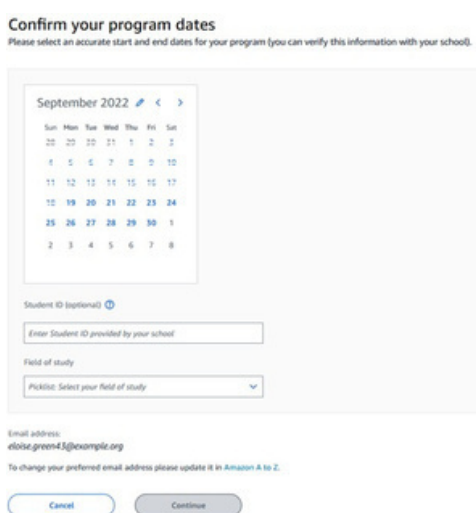 Confirm your program dates
Please select an accurate start and end dates for your program (you can verify this information with your school).
September 2022
Sun Mon Tue Wed Thu Fri Sat
28 29 30 31 1 2 3
4 5 6 7 8 9 10
11 12 13 14 15 16 17
18 19 20 21 22 23 24
25 26 27 28 29 30 1
2 3 4 5 6 7 8
Student ID (optional)
Enter Student ID provided by your school
Field of study
Picklist: Select your field of study
Email address:
eloise.green43@example.org
To change your preferred email address please update it in Amazon A to Z.
Cancel Continue